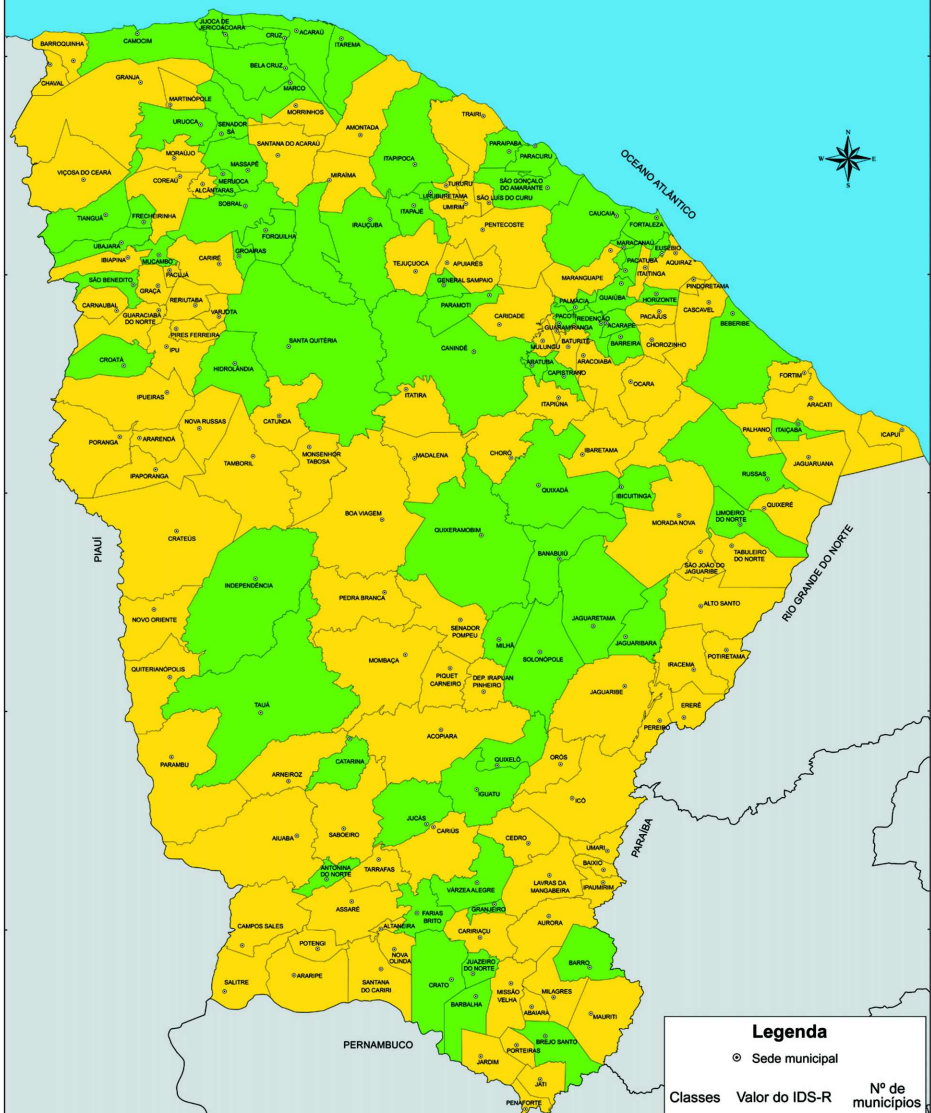 JIJOCA DE
JERICOACOARA
CRUZ
ACARAÚ
ITAREMA
CAMOCIM
BARROQUINHA
CHAVAL
BELA CRUZ
MARCO
GRANJA
MARTINÓPOLE
MORRINHOS
URUOCA
SENADOR
SÁ
SANTANA DO ACARAÚ
AMONTADA
TRAIRI
MORAÚJO
MASSAPÊ
MERUOCA
COREAÚ
ALCÂNTARAS
MIRAÍMA
ITAPIPOCA
PARAIPABA
PARACURU
OCEANO ATLÂNTICO
N
W
E
S
VIÇOSA DO CEARÁ
SOBRAL
TURURU
URUBURETAMA
UMIRIM
SÃO GONÇALO
DO AMARANTE
SÃO LUÍS DO CURU
TIANGUÁ
FRECHEIRINHA
FORQUILHA
IRAUÇUBA
ITAPAJÉ
PENTECOSTE
CAUCAIA
FORTALEZA
UBAJARA
IBIAPINA
MUCAMBO
PACUJÁ
CARIRÉ
GROAÍRAS
TEJUÇUOCA
APUIARÉS
GENERAL SAMPAIO
MARACANAÚ
EUSÉBIO
PACATUBA
AQUIRAZ
ITAITINGA
MARANGUAPE
PINDORETAMA
SÃO BENEDITO
GRAÇA
RERIUTABA
VARJOTA
CARNAUBAL
GUARACIABA
DO NORTE
PIRES FERREIRA
PARAMOTI
CARIDADE
PALMÁCIA
GUAIÚBA
HORIZONTE
PACOTI
REDENÇÃO
PACAJUS
CASCAVEL
GUARAMIRANGA
ACARAPE
BEBERIBE
MULUNGU
BATURITÉ
BARREIRA
CHOROZINHO
IPU
SANTA QUITÉRIA
CANINDÉ
ARATUBA
ARACOIABA
CAPISTRANO
CROATÁ
HIDROLÂNDIA
OCARA
FORTIM
IPUEIRAS
ITATIRA
ITAPIÚNA
ARACATI
NOVA RUSSAS
CATUNDA
PORANGA
ARARENDÁ
MONSENHOR
TABOSA
MADALENA
CHORÓ
IBARETAMA
PALHANO
ITAIÇABA
ICAPUÍ
IPAPORANGA
TAMBORIL
JAGUARUANA
QUIXADÁ
IBICUITINGA
RUSSAS
BOA VIAGEM
MORADA NOVA
LIMOEIRO
DO NORTE
QUIXERÉ
CRATEÚS
QUIXERAMOBIM
PIAUÍ
BANABUIÚ
TABULEIRO
DO NORTE
SÃO JOÃO DO
JAGUARIBE
RIO GRANDE DO NORTE
INDEPENDÊNCIA
PEDRA BRANCA
NOVO ORIENTE
ALTO SANTO
SENADOR
POMPEU
JAGUARETAMA
MILHÃ
JAGUARIBARA
SOLONÓPOLE
MOMBAÇA
POTIRETAMA
IRACEMA
QUITERIANÓPOLIS
PIQUET
CARNEIRO
DEP. IRAPUAN
PINHEIRO
JAGUARIBE
ERERÊ
TAUÁ
PEREIRO
ACOPIARA
PARAMBU
CATARINA
QUIXELÔ
ORÓS
ARNEIROZ
IGUATU
ICÓ
JUCÁS
CARIÚS
AIUABA
SABOEIRO
CEDRO
UMARI
PARAÍBA
BAIXIO
ANTONINA
DO NORTE
TARRAFAS
LAVRAS DA
MANGABEIRA
IPAUMIRIM
VÁRZEA ALEGRE
GRANJEIRO
ASSARÉ
FARIAS
BRITO
AURORA
CAMPOS SALES
ALTANEIRA
CARIRIAÇU
POTENGI
NOVA
OLINDA
JUAZEIRO
DO NORTE
BARRO
SALITRE
ARARIPE
SANTANA
DO CARIRI
CRATO
MISSÃO
VELHA
MILAGRES
BARBALHA
ABAIARA
MAURITI
PERNAMBUCO
BREJO SANTO
PORTEIRAS
JARDIM
JATI
PENAFORTE
Legenda
Sede municipal
Classes Valor do IDS-R Nº de
municípios